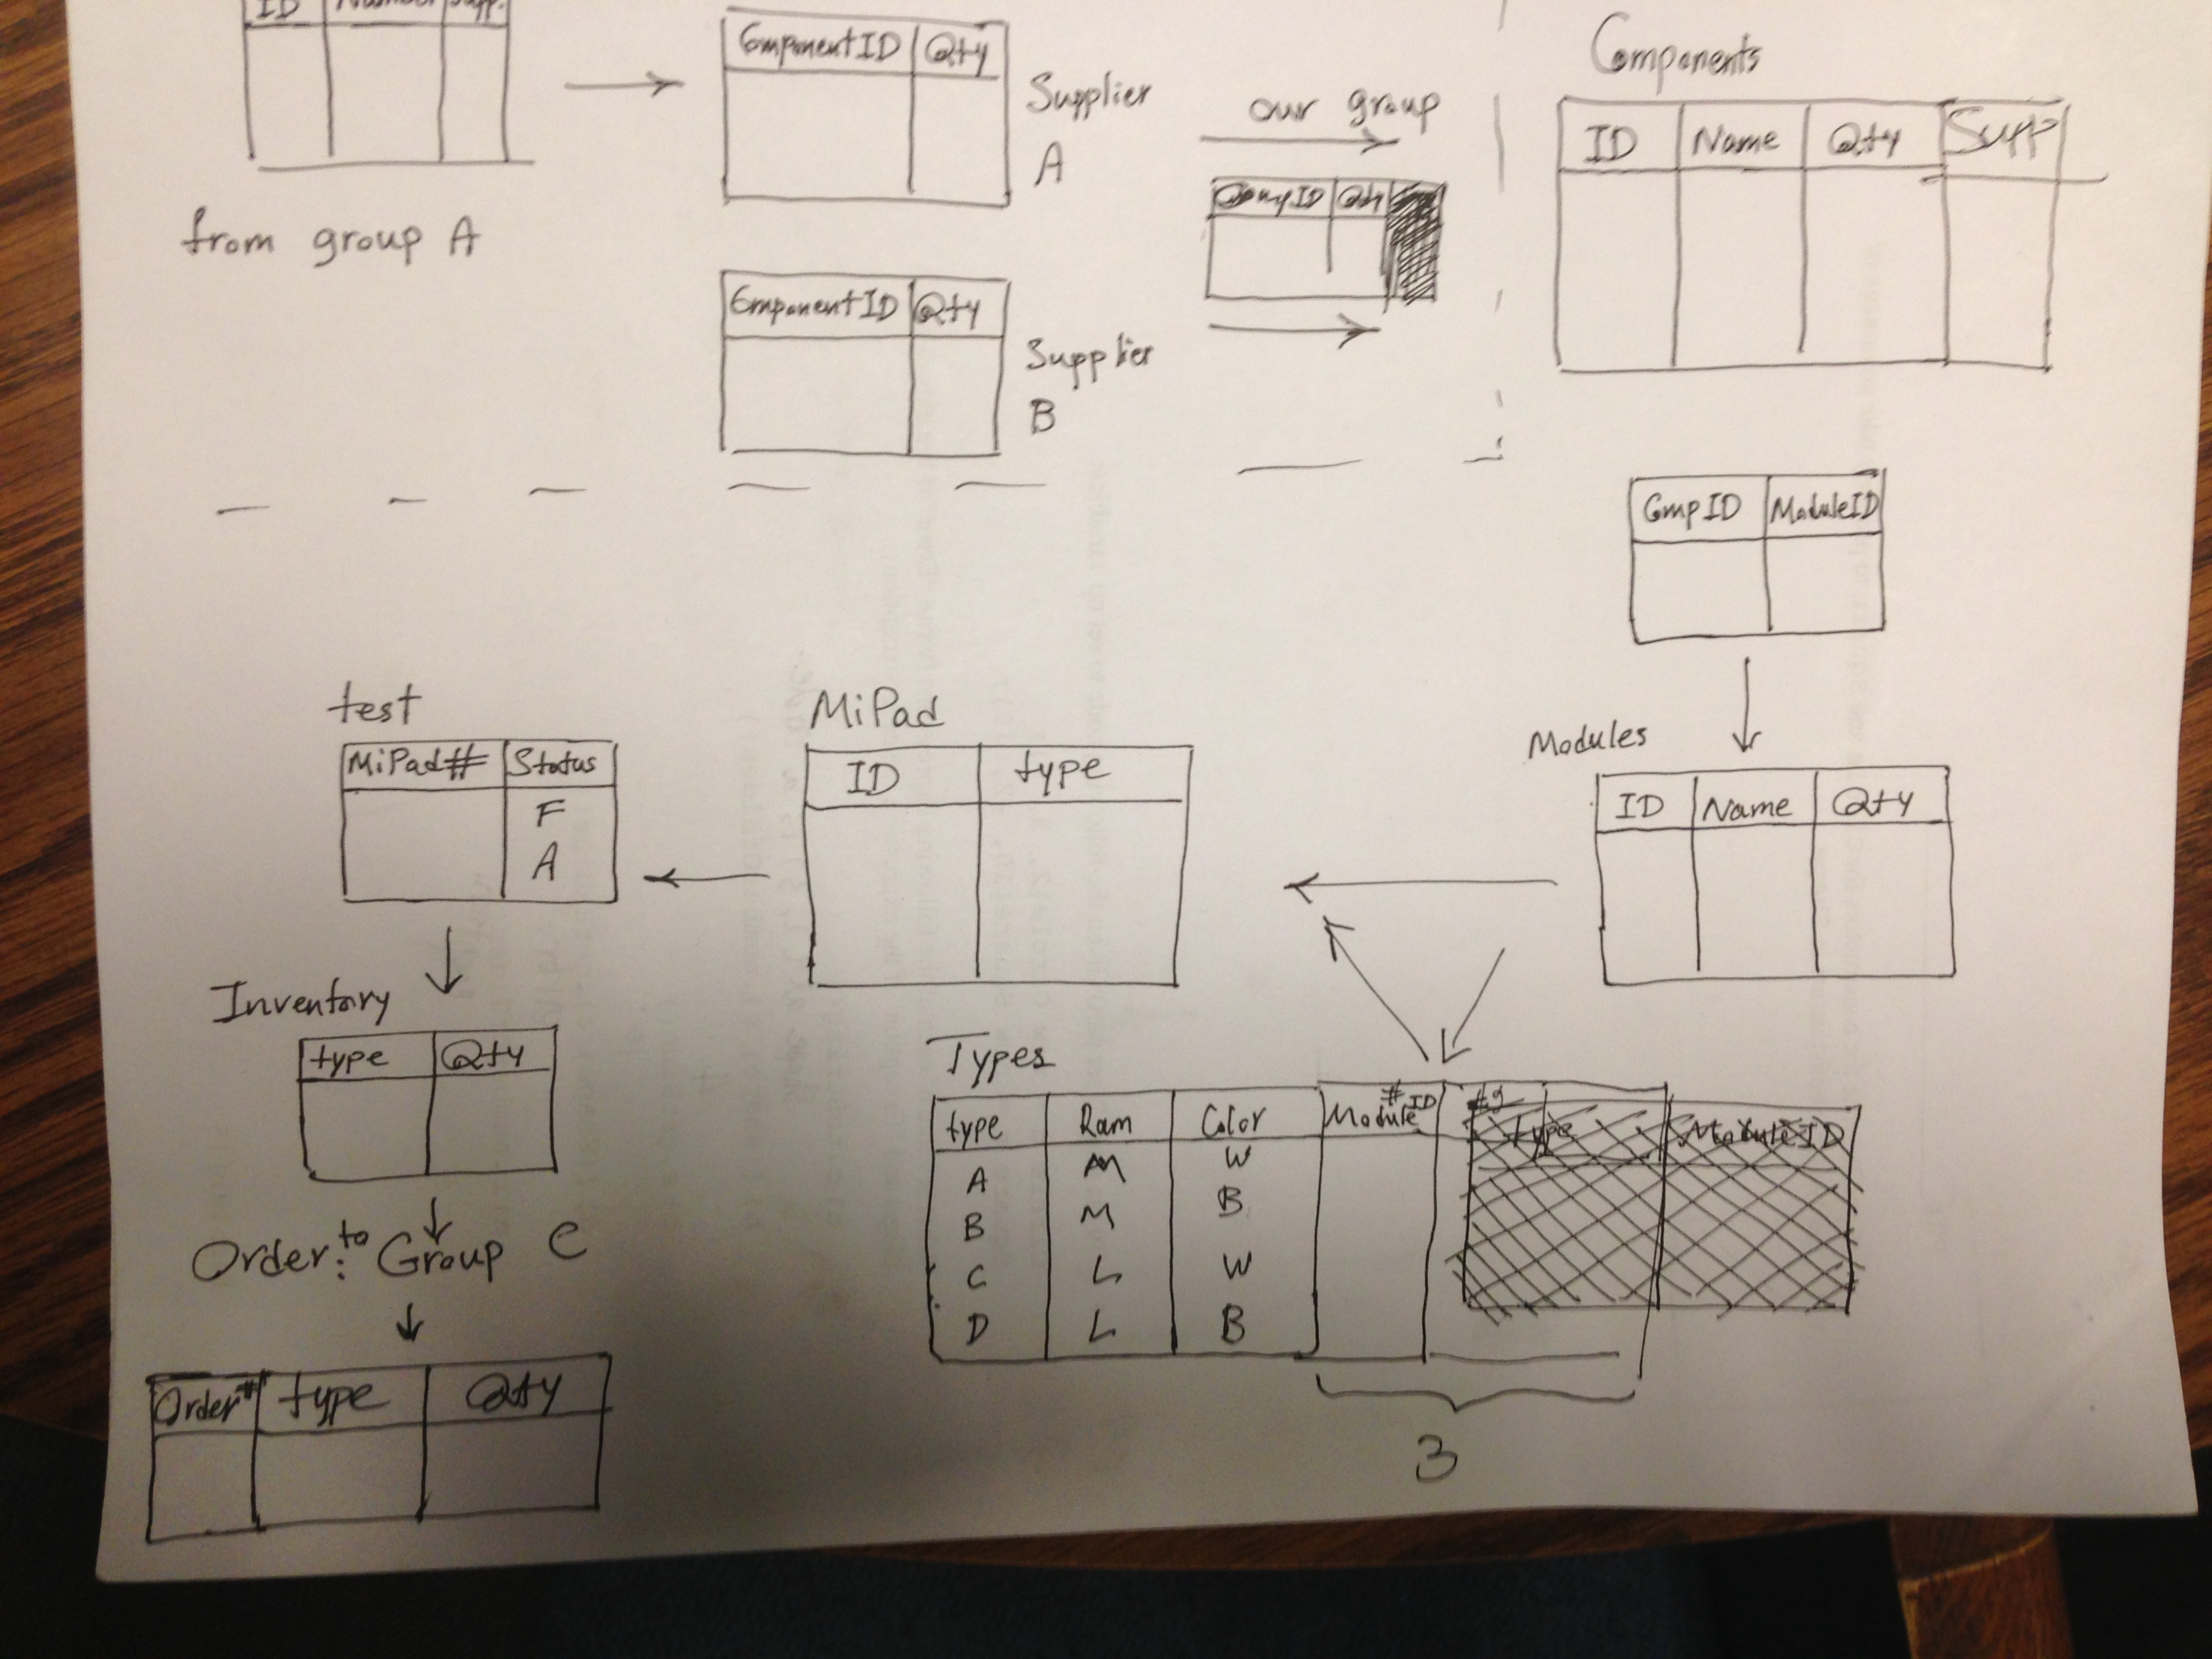 ID Number Supp.
from group A
ComponentID Qty
Supplier
A
ComponentID Qty
Supplier
B
our group
CompID Qty
Components
ID Name Qty Supp
CmpID ModuleID
Modules
ID Name Qty
MiPad
ID type
test
MiPad# Status
F
A
Inventory
type Qty
Order: to Group C
Order# type Qty
Types
type Ram Color Module #ID #2
type ModuleID
A M W
B M B
C L W
D L B
3